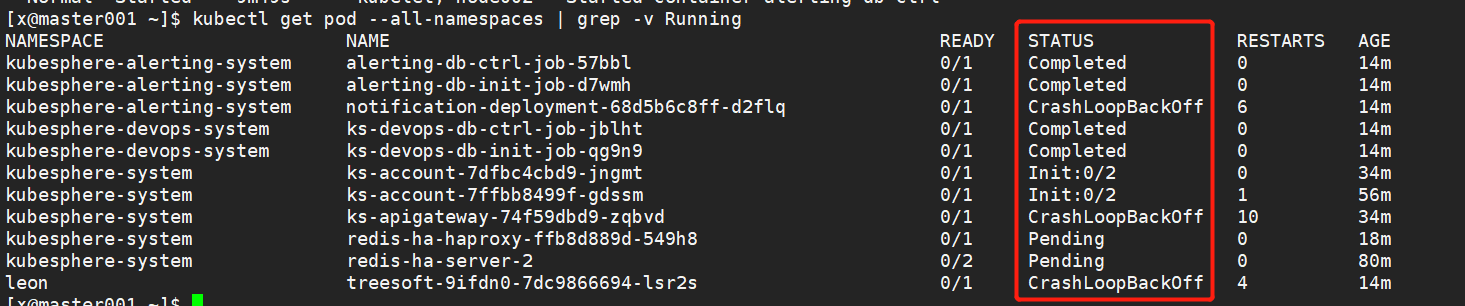 [x@master001 ~]$ kubectl get pod --all-namespaces | grep -v Running
NAMESPACE NAME READY STATUS RESTARTS AGE
kubesphere-alerting-system alerting-db-ctrl-job-57bbl 0/1 Completed 0 14m
kubesphere-alerting-system alerting-db-init-job-d7wmh 0/1 Completed 0 14m
kubesphere-alerting-system notification-deployment-68d5b6c8ff-d2flq 0/1 CrashLoopBackOff 6 14m
kubesphere-devops-system ks-devops-db-ctrl-job-jblht 0/1 Completed 0 14m
kubesphere-devops-system ks-devops-db-init-job-qg9n9 0/1 Completed 0 14m
kubesphere-system ks-account-7dfbc4cbd9-jngmt 0/1 Init:0/2 0 34m
kubesphere-system ks-account-7ffbb8499f-gdssm 0/1 Init:0/2 1 56m
kubesphere-system ks-apigateway-74f59dbd9-zqbvd 0/1 CrashLoopBackOff 10 34m
kubesphere-system redis-ha-haproxy-ffb8d889d-549h8 0/1 Pending 0 18m
kubesphere-system redis-ha-server-2 0/2 Pending 0 80m
leon treesoft-9ifdn0-7dc9866694-lsr2s 0/1 CrashLoopBackOff 4 14m
[x@master001 ~]$